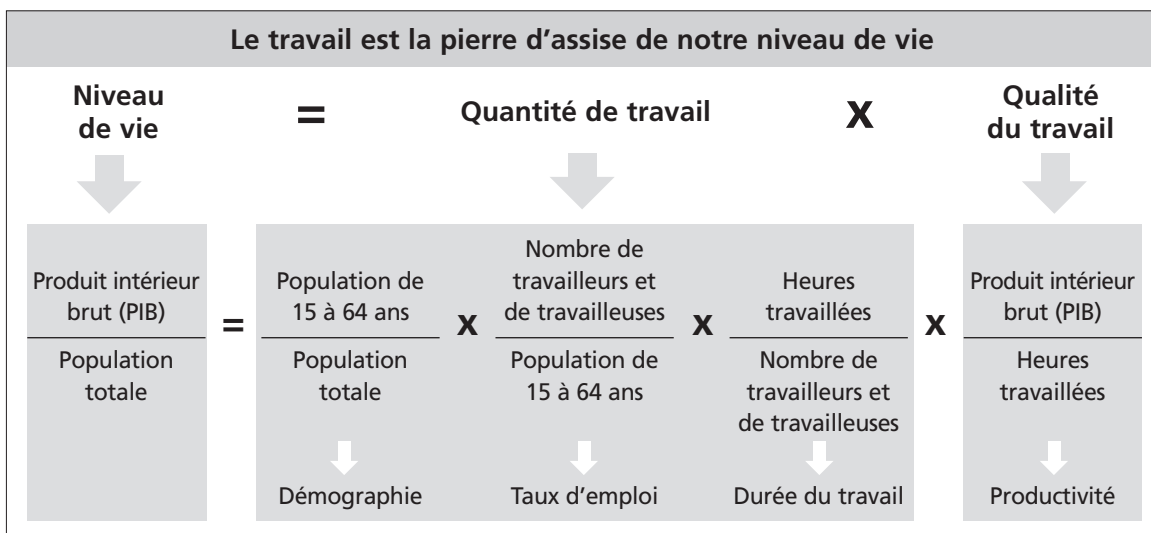 Le travail est la pierre d’assise de notre niveau de vie
Niveau
de vie
=
Quantité de travail
X
Qualité
du travail
Produit intérieur
brut (PIB)
Population
totale
=
Population de
15 à 64 ans
Population
totale
Démographie
x
Nombre de
travailleurs et
de travailleuses
Population de
15 à 64 ans
Taux d’emploi
x
Heures
travaillées
Nombre de
travailleurs et
de travailleuses
Durée du travail
x
Produit intérieur
brut (PIB)
Heures
travaillées
Productivité